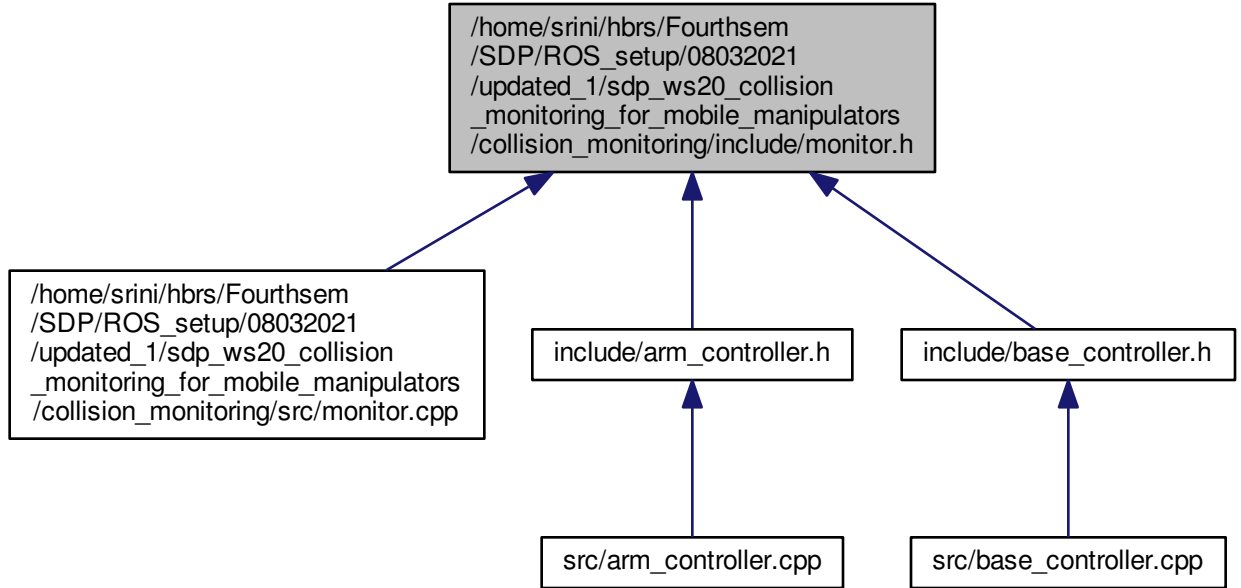 /home/srini/hbrs/Fourthsem
/SDP/ROS_setup/08032021
/updated_1/sdp_ws20_collision
_monitoring_for_mobile_manipulators
/collision_monitoring/include/monitor.h
/home/srini/hbrs/Fourthsem
/SDP/ROS_setup/08032021
/updated_1/sdp_ws20_collision
_monitoring_for_mobile_manipulators
/collision_monitoring/src/monitor.cpp
include/arm_controller.h
include/base_controller.h
src/arm_controller.cpp
src/base_controller.cpp